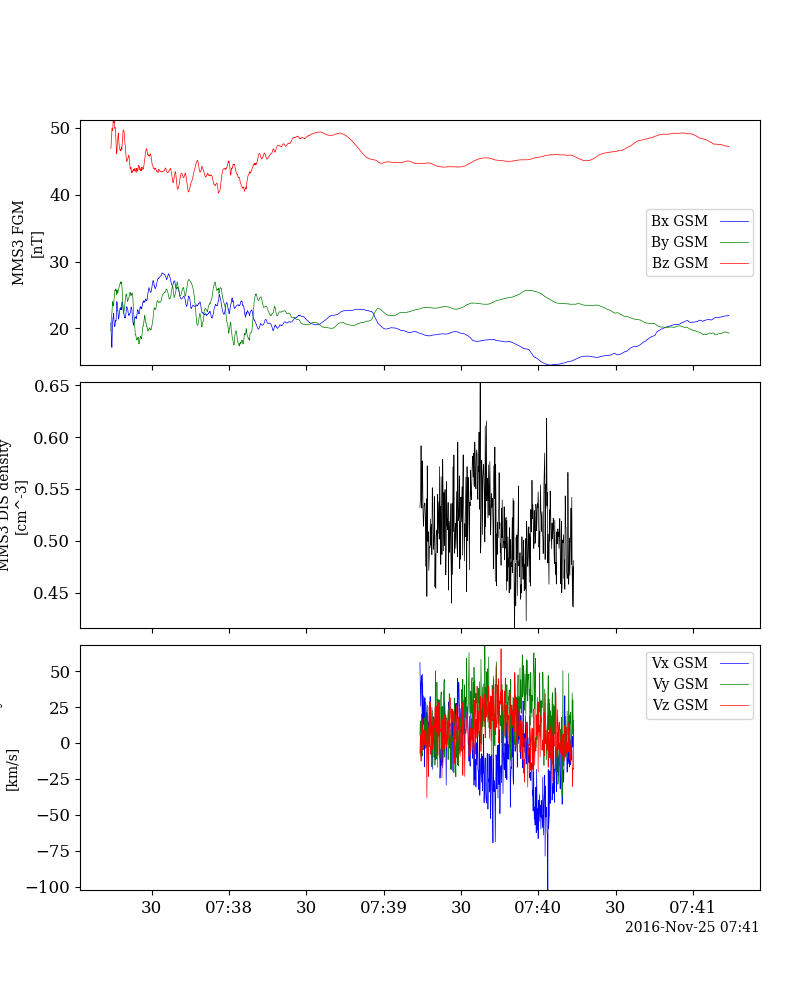 50
40
30
20
MMS3 FGM
[nT]
Bx GSM
By GSM
Bz GSM
0.65
0.60
0.55
0.50
0.45
MMS3 DIS density
[cm^-3]
50
25
0
−25
−50
−75
−100
[km/s]
Vx GSM
Vy GSM
Vz GSM
30 07:38 30 07:39 30 07:40 30 07:41
2016-Nov-25 07:41